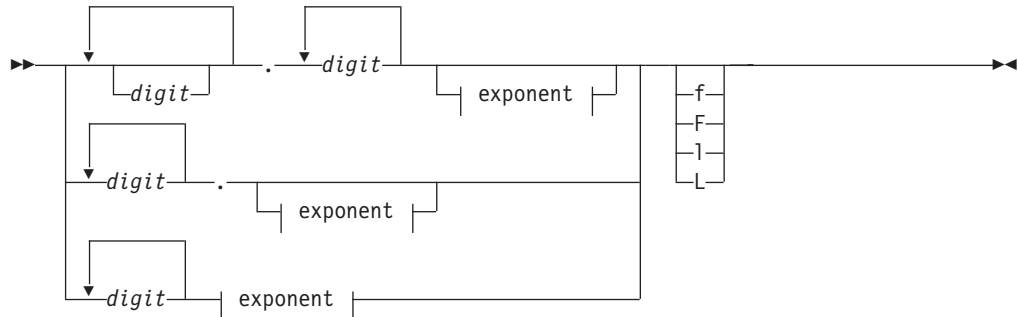 . digit
digit exponent f
F
l
digit . L
exponent
digit exponent